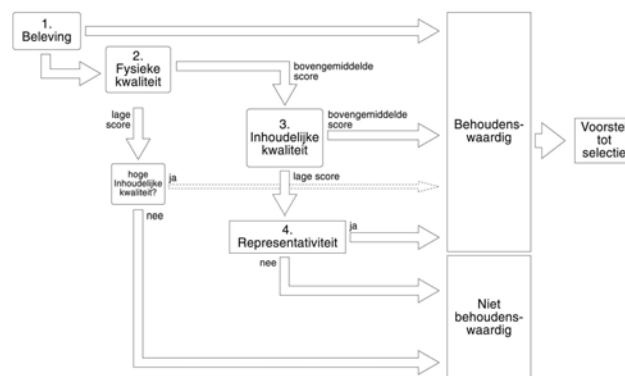 1.
Beleving
2.
Fysieke
kwaliteit
bovengemiddelde
score
lage
score
3.
Inhoudelijke
kwaliteit
bovengemiddelde
score
Behoudens-
waardig
Voorstel
tot
selectie
hoge
Inhoudelijke
kwaliteit?
ja
lage score
nee
4.
Representativiteit
ja
nee
Niet
behoudens-
waardig